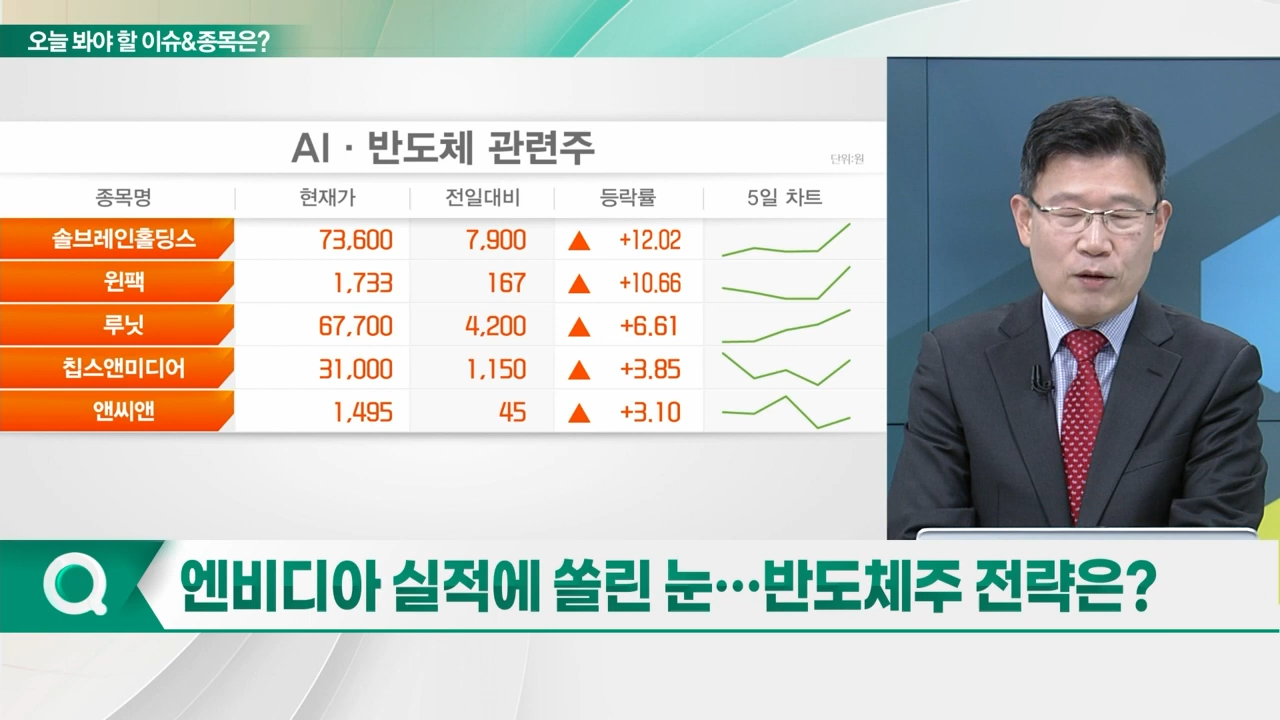 오늘 봐야 할 이슈&종목은?
AI · 반도체 관련주
단위:원
종목명 현재가 전일대비 등락률 5일 차트
솔브레인홀딩스 73,600 7,900 ▲ +12.02
윈팩 1,733 167 ▲ +10.66
루닛 67,700 4,200 ▲ +6.61
칩스앤미디어 31,000 1,150 ▲ +3.85
앤씨앤 1,495 45 ▲ +3.10
Q 엔비디아 실적에 쏠린 눈…반도체주 전략은?